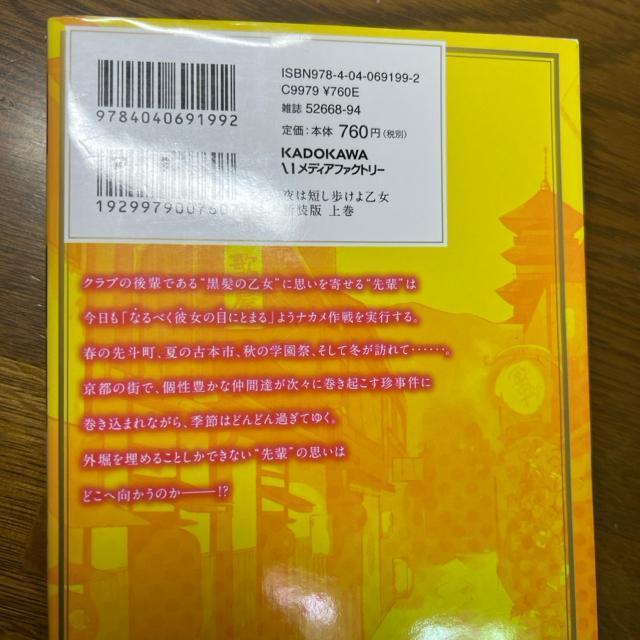 ISBN978-4-04-069199-2
C9979 ¥760E
雑誌 52668-94
定価:本体 760円(税別)
KADOKAWA
メディアファクトリー
夜は短し歩けよ乙女
新装版 上巻
9784040691992
クラブの後輩である“黒髪の乙女”に思いを寄せる“先輩”は
今日も「なるべく彼女の目にとまる」ようナカメ作戦を実行する。
春の先斗町、夏の古本市、秋の学園祭、そして冬が訪れて……。
京都の街で、個性豊かな仲間達が次々に巻き起こす珍事件に
巻き込まれながら、季節はどんどん過ぎてゆく。
外堀を埋めることしかできない“先輩”の思いは
どこへ向かうのか――!?